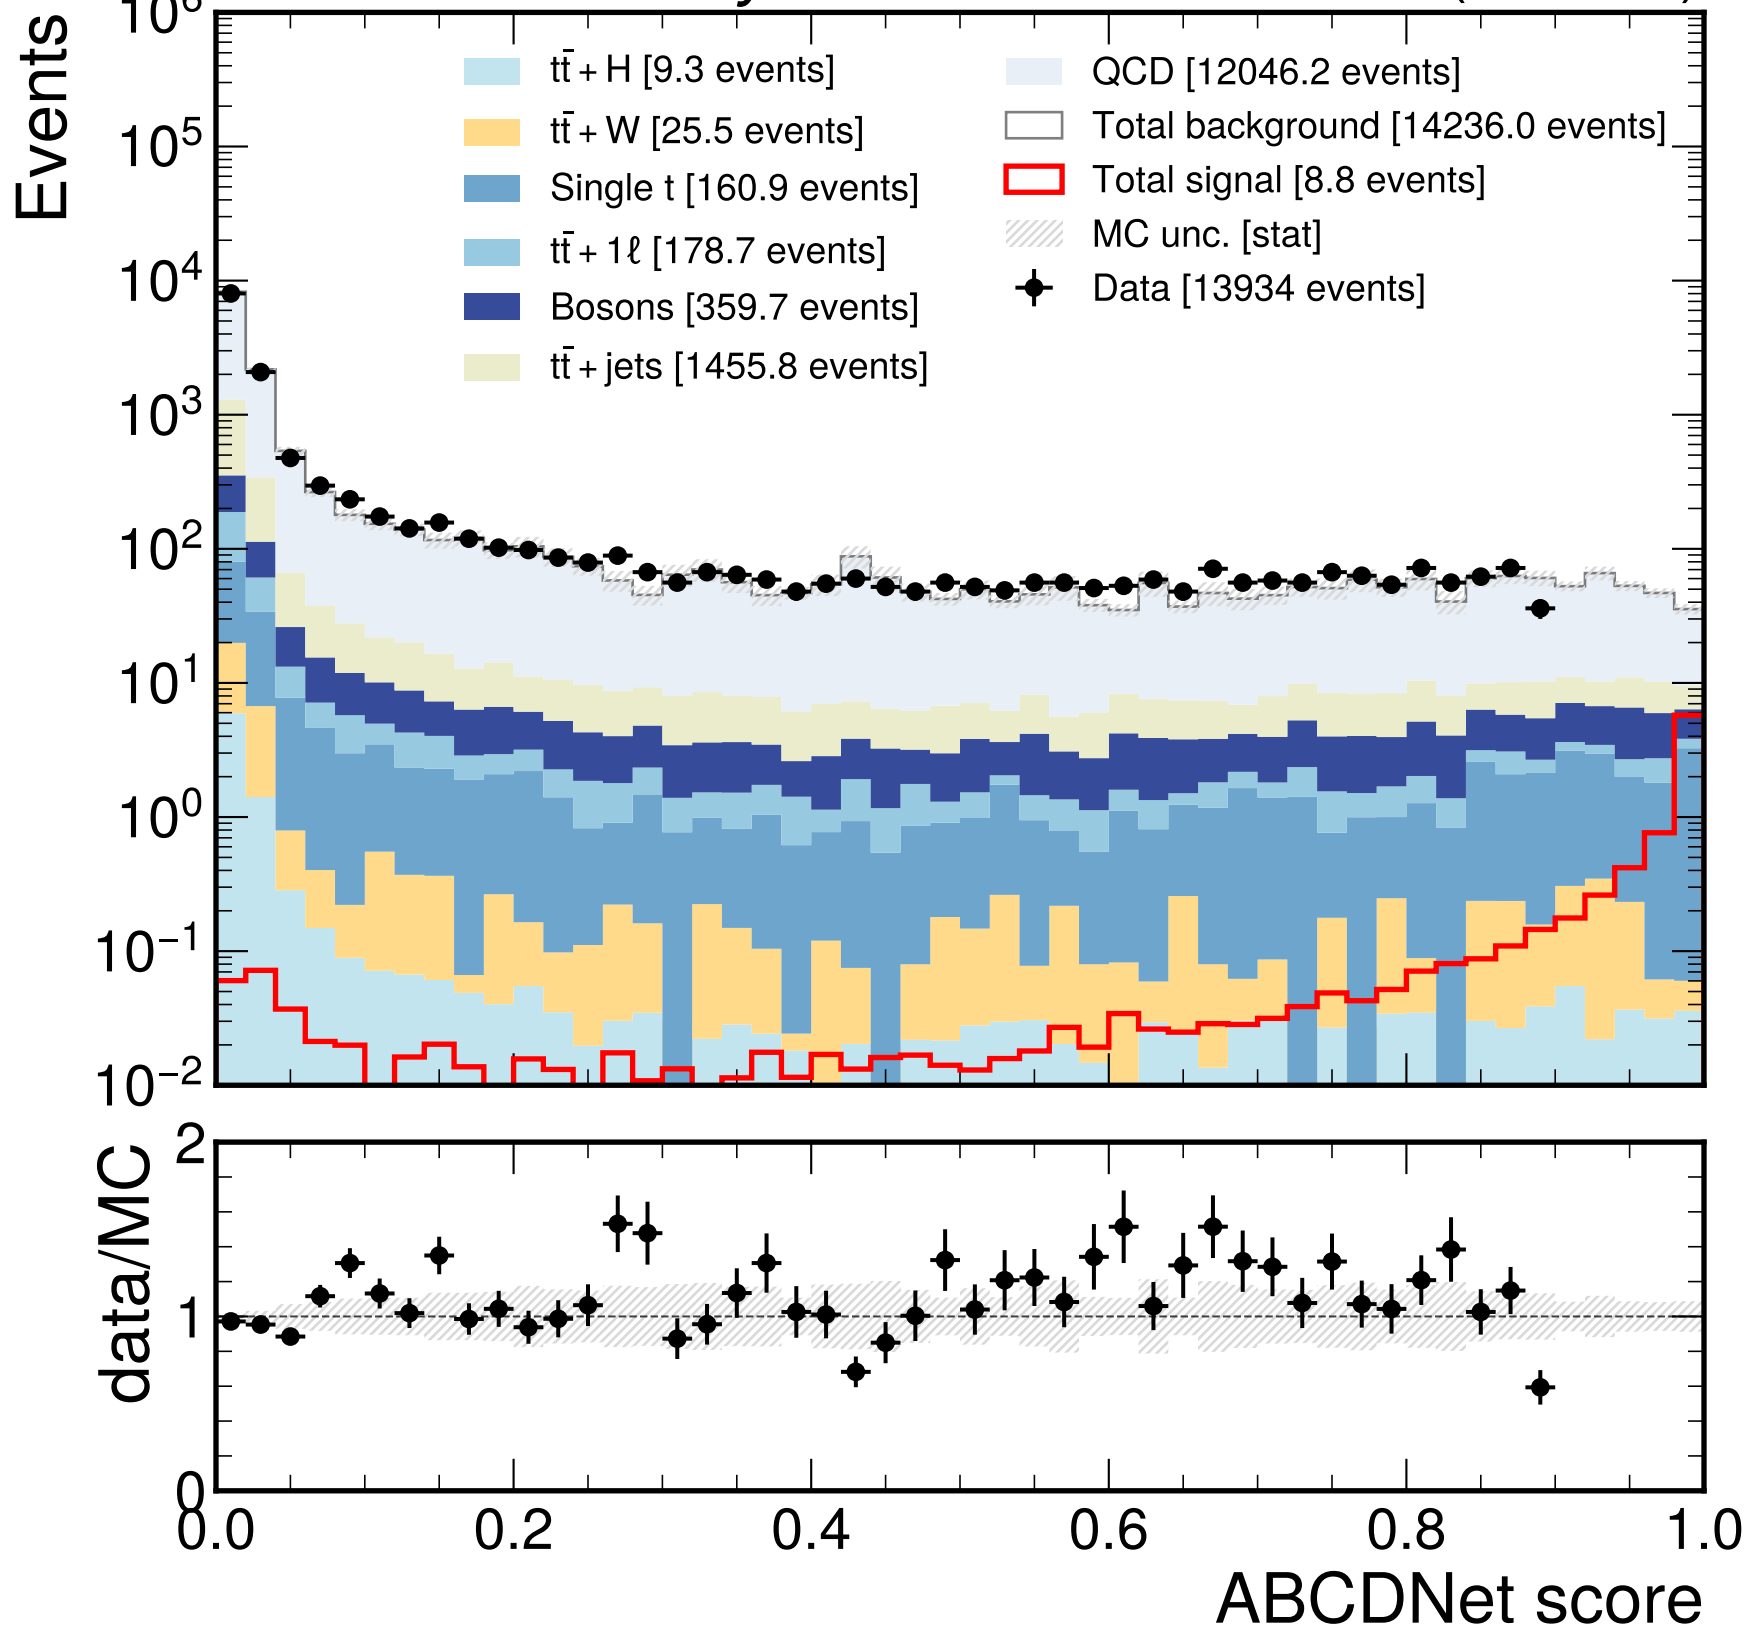 Events
10⁶
10⁵
10⁴
10³
10²
10¹
10⁰
10⁻¹
10⁻²
tt̄ + H [9.3 events]
tt̄ + W [25.5 events]
Single t [160.9 events]
tt̄ + 1ℓ [178.7 events]
Bosons [359.7 events]
tt̄ + jets [1455.8 events]
QCD [12046.2 events]
Total background [14236.0 events]
Total signal [8.8 events]
MC unc. [stat]
Data [13934 events]
data/MC
2
1
0
0.0 0.2 0.4 0.6 0.8 1.0
ABCDNet score